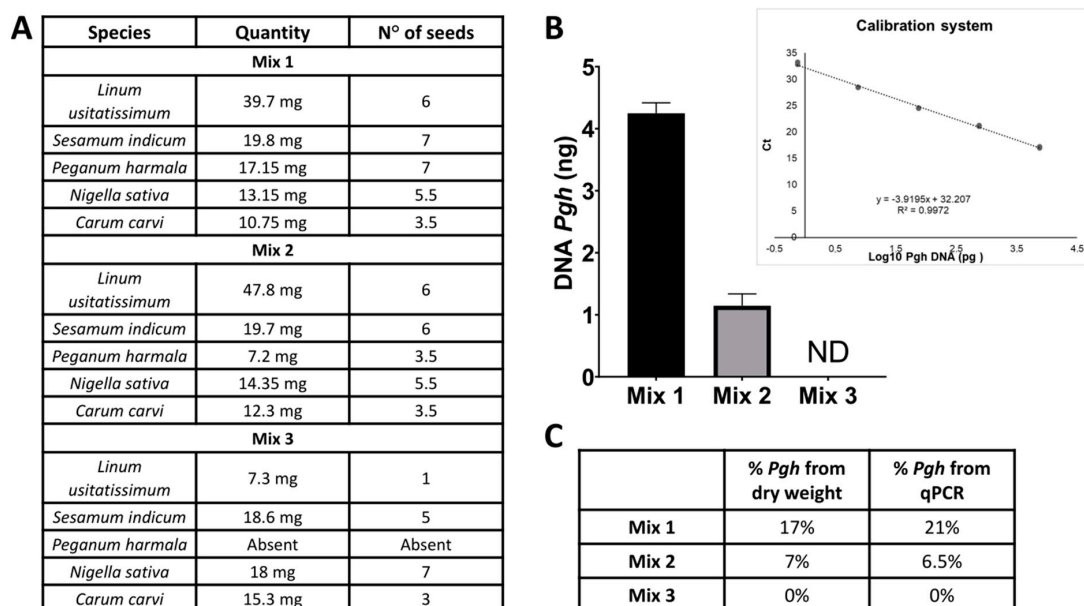 A
Species Quantity N° of seeds
Mix 1
Linum
usitatissimum 39.7 mg 6
Sesamum indicum 19.8 mg 7
Peganum harmala 17.15 mg 7
Nigella sativa 13.15 mg 5.5
Carum carvi 10.75 mg 3.5
Mix 2
Linum
usitatissimum 47.8 mg 6
Sesamum indicum 19.7 mg 6
Peganum harmala 7.2 mg 3.5
Nigella sativa 14.35 mg 5.5
Carum carvi 12.3 mg 3.5
Mix 3
Linum
usitatissimum 7.3 mg 1
Sesamum indicum 18.6 mg 5
Peganum harmala Absent Absent
Nigella sativa 18 mg 7
Carum carvi 15.3 mg 3
B
DNA Pgh (ng)
5
4
3
2
1
0
ND
Mix 1 Mix 2 Mix 3
Calibration system
Ct
35
30
25
20
15
10
5
0
y = -3.9195x + 32.207
R² = 0.9972
-0.5 0.5 1.5 2.5 3.5 4.5
Log10 Pgh DNA (pg )
C
% Pgh from
dry weight
% Pgh from
qPCR
Mix 1 17% 21%
Mix 2 7% 6.5%
Mix 3 0% 0%